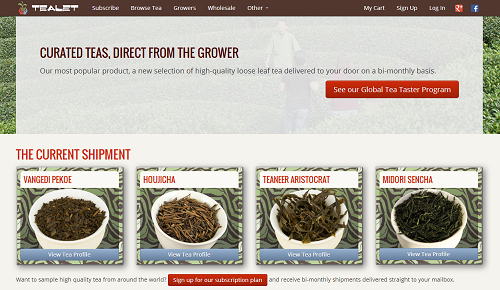 TEALET Subscribe Browse Tea Growers Wholesale Other My Cart Sign Up Log In
CURATED TEAS, DIRECT FROM THE GROWER
Our most popular product, a new selection of high-quality loose leaf tea delivered to your door on a bi-monthly basis.
See our Global Tea Taster Program
THE CURRENT SHIPMENT
VANGEDI PEKOE HOUJICHA TEANEER ARISTOCRAT MIDORI SENCHA
View Tea Profile View Tea Profile View Tea Profile View Tea Profile
Want to sample high quality tea from around the world? Sign up for our subscription plan and receive bi-monthly shipments delivered straight to your mailbox.